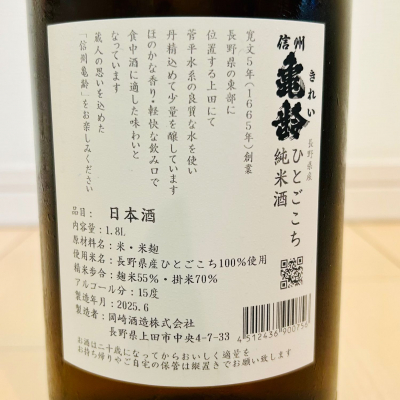 信州
亀齢
きれい
長野県産
ひとごこち
純米酒
寛文5年(1665年)創業
長野県の東部に
位置する上田にて
菅平水系の良質な水を使い
丹精込めて少量を醸しています
ほのかな香り・軽快な飲み口で
食中酒に適した味わいと
なっています
蔵人の思いを込めた
「信州亀齢」をお楽しみください
品目:日本酒
内容量:1.8L
原材料名:米・米麹
使用米名:長野県産ひとごこち100%使用
精米歩合:麹米55%・掛米70%
アルコール分:15度
製造年月:2025.6
製造者:岡崎酒造株式会社
長野県上田市中央4-7-33
お酒は二十歳になってからおいしく適量を
お持ち帰りやご自宅の保管は縦置きでお願い致します